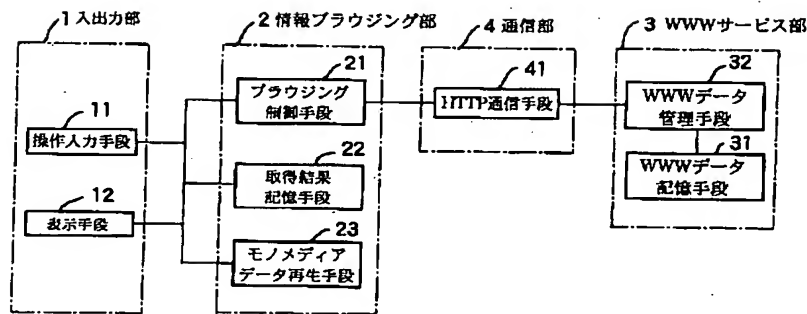 1 入出力部
11
操作入力手段
12
表示手段
2 情報ブラウジング部
21
ブラウジング
制御手段
22
取得結果
記憶手段
23
モノメディア
データ再生手段
4 通信部
41
HTTP通信手段
3 WWWサービス部
32
WWWデータ
管理手段
31
WWWデータ
記憶手段